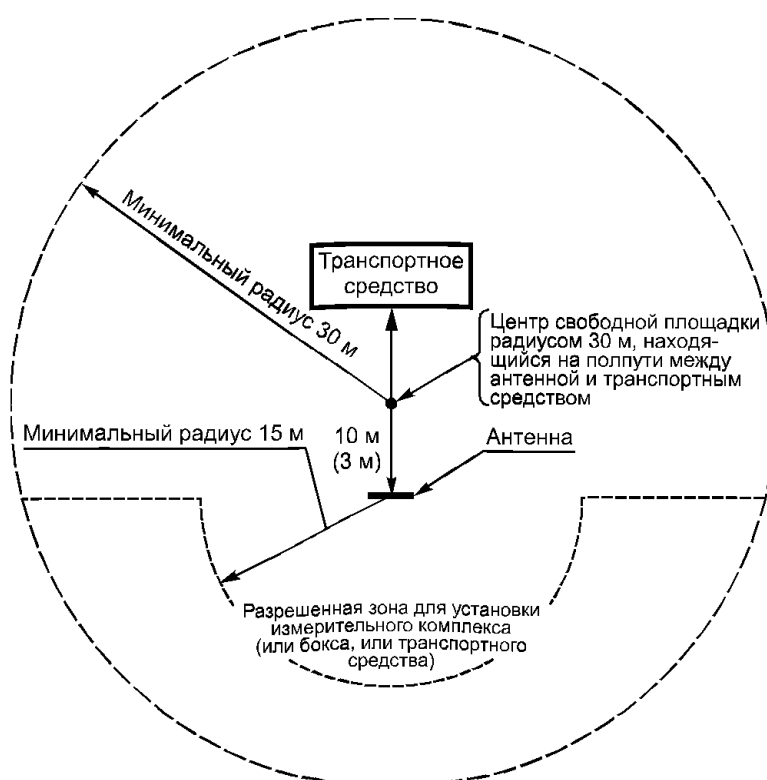 Минимальный радиус 30 м
Транспортное
средство
Центр свободной площадки
радиусом 30 м, находя-
щийся на полпути между
антенной и транспортным
средством
Минимальный радиус 15 м
10 м
(3 м)
Антенна
Разрешенная зона для установки
измерительного комплекса
(или бокса, или транспортного
средства)